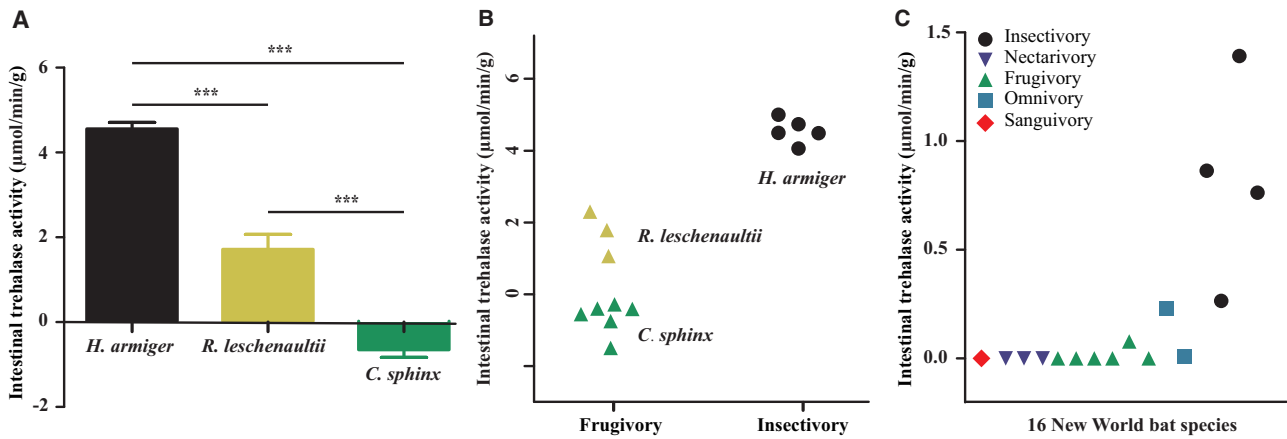 A
Intestinal trehalase activity (μmol/min/g)
6
4
2
0
-2
***
***
***
H. armiger
R. leschenaultii
C. sphinx
B
Intestinal trehalase activity (μmol/min/g)
6
4
2
0
H. armiger
R. leschenaultii
C. sphinx
Frugivory
Insectivory
C
Intestinal trehalase activity (μmol/min/g)
1.5
1.0
0.5
0.0
Insectivory
Nectarivory
Frugivory
Omnivory
Sanguivory
16 New World bat species